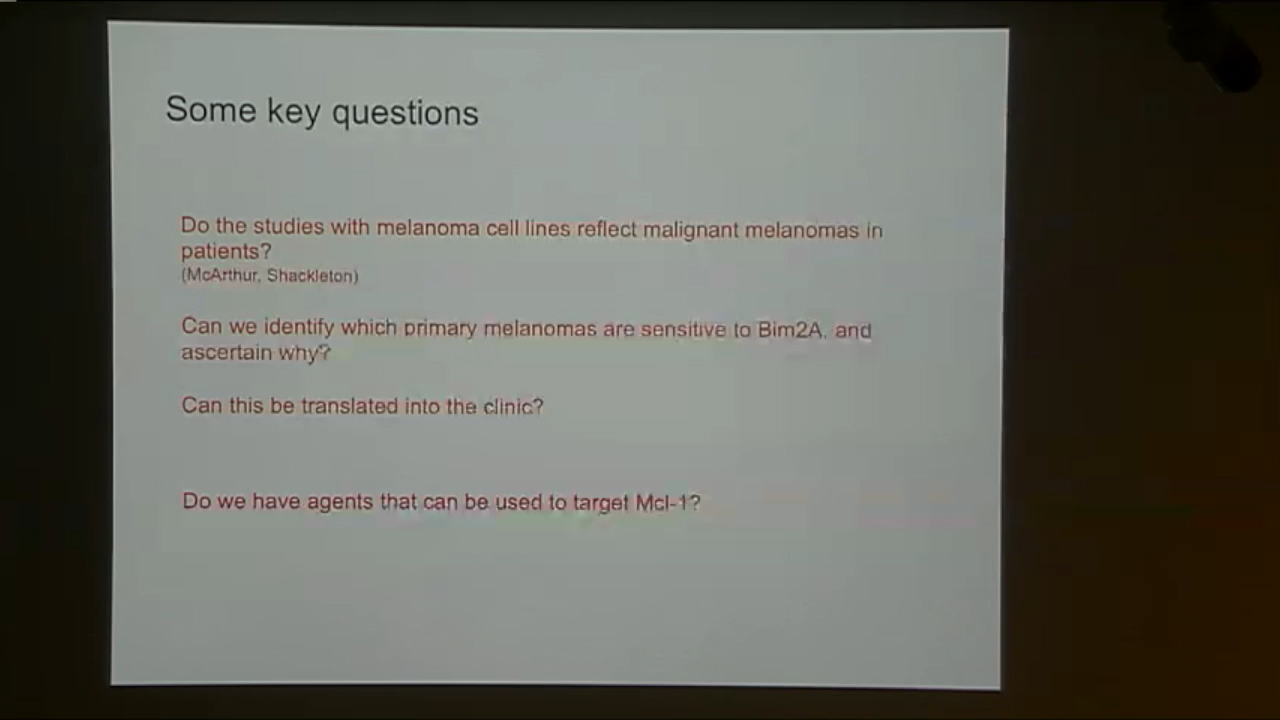 Some key questions
Do the studies with melanoma cell lines reflect malignant melanomas in
patients?
(McArthur, Shackleton)
Can we identify which primary melanomas are sensitive to Bim2A, and
ascertain why?
Can this be translated into the clinic?
Do we have agents that can be used to target Mcl-1?